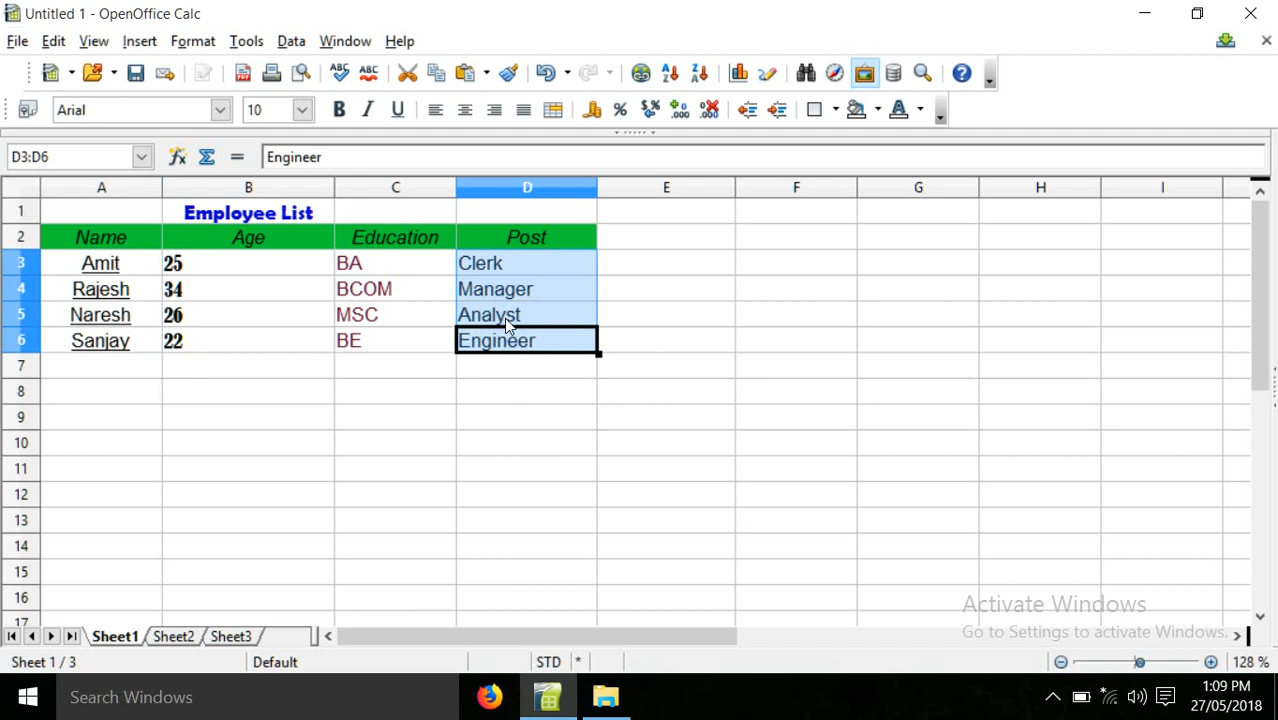 Untitled 1 - OpenOffice Calc
File Edit View Insert Format Tools Data Window Help
ABC ABC
Arial 10 B I U
D3:D6 Engineer
A B C D E F G H I
1 Employee List
2 Name Age Education Post
3 Amit 25 BA Clerk
4 Rajesh 34 BCOM Manager
5 Naresh 26 MSC Analyst
6 Sanjay 22 BE Engineer
7
8
9
10
11
12
13
14
15
16
17
Activate Windows
Go to Settings to activate Windows.
Sheet1 Sheet2 Sheet3
Sheet 1 / 3 Default STD * 128 %
Search Windows
1:09 PM
27/05/2018